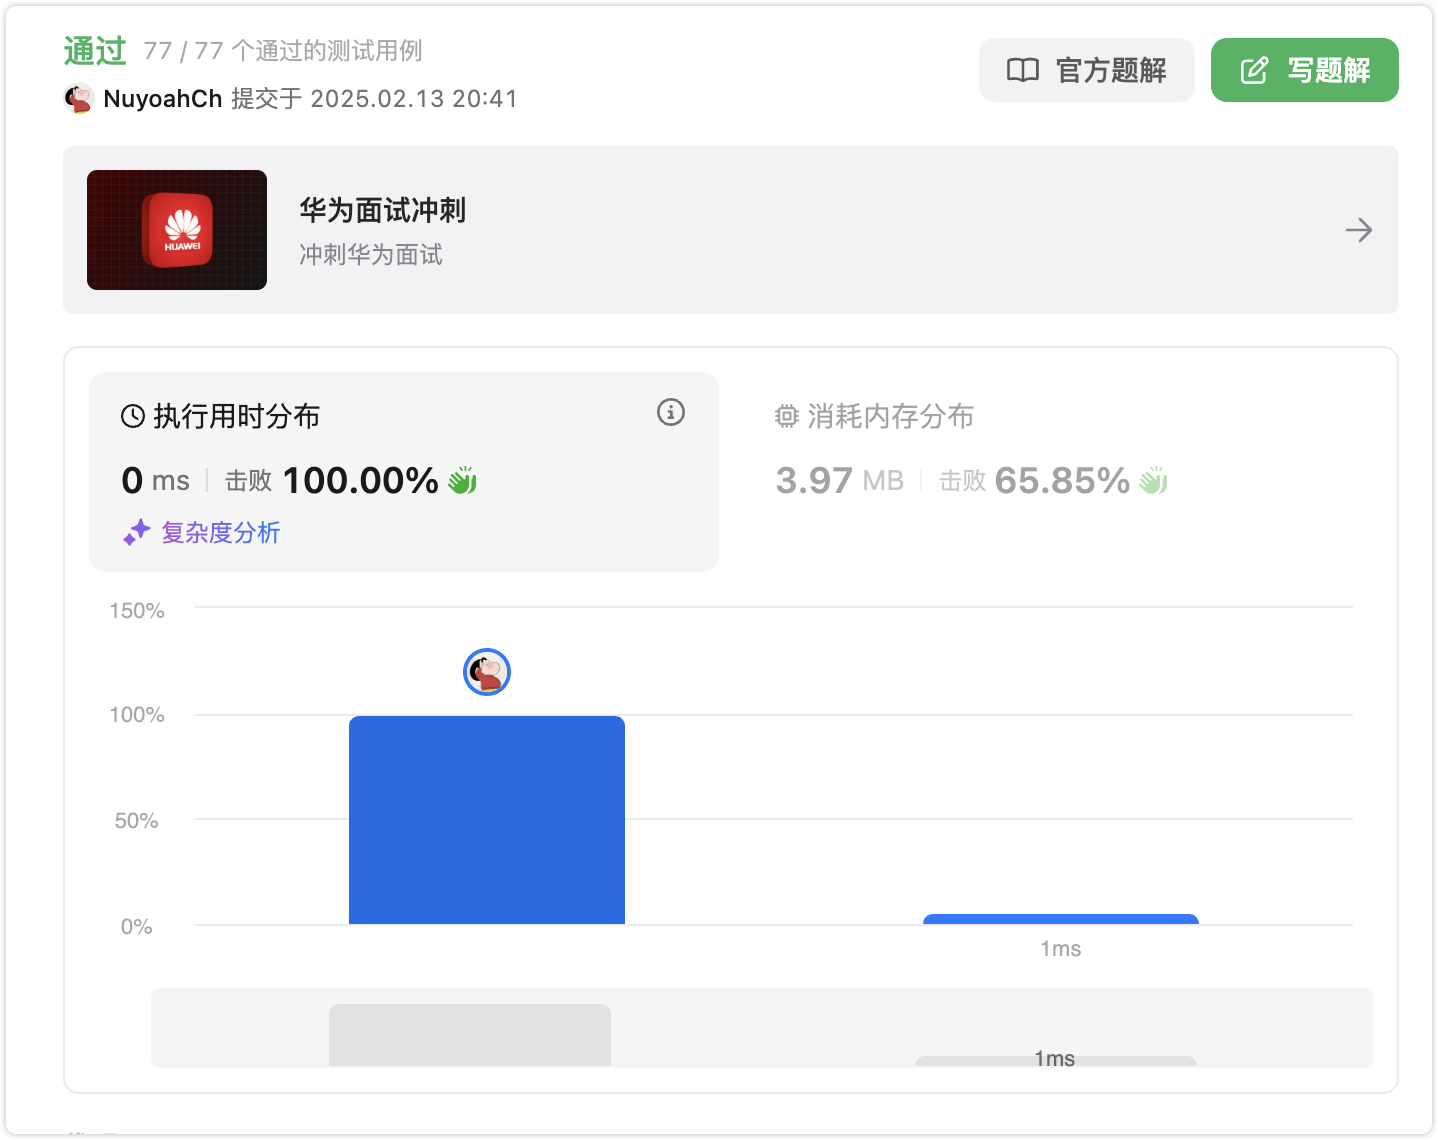 通过 77 / 77 个通过的测试用例
NuyoahCh 提交于 2025.02.13 20:41
官方题解
写题解
HUAWEI
华为面试冲刺
冲刺华为面试
执行用时分布
0 ms 击败 100.00%
复杂度分析
消耗内存分布
3.97 MB 击败 65.85%
150%
100%
50%
0%
1ms
1ms